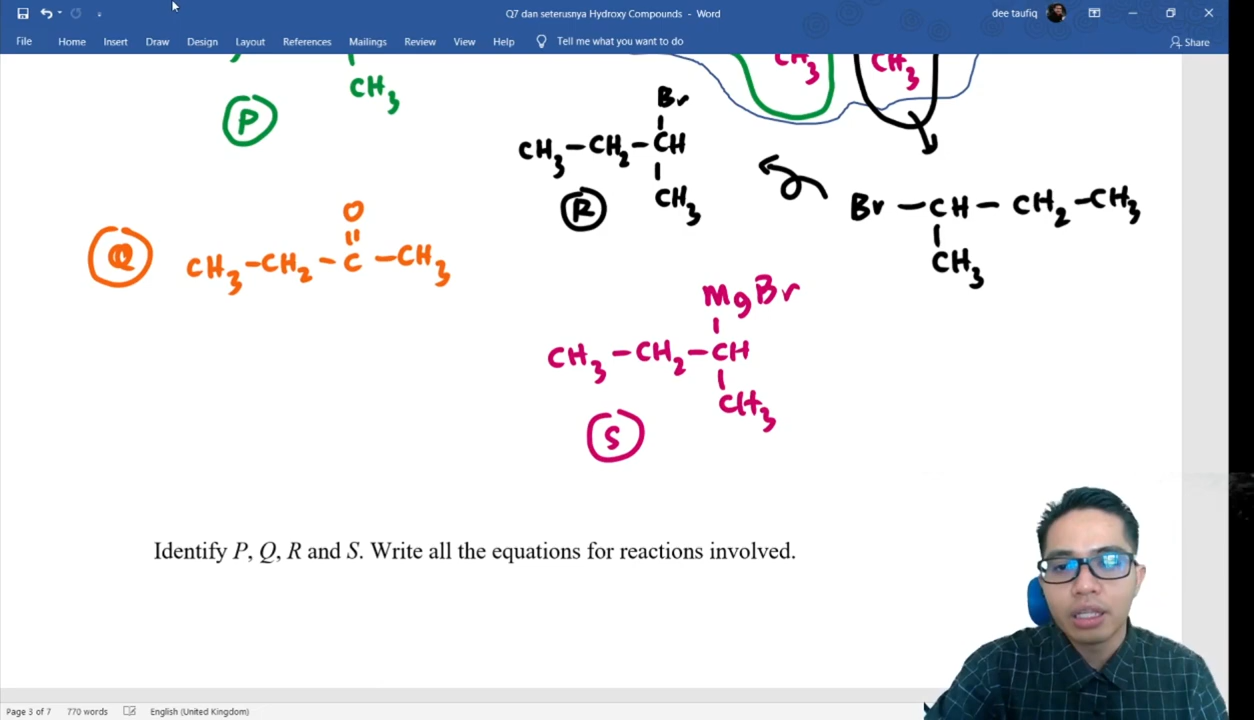 Q7 dan seterusnya Hydroxy Compounds - Word
dee taufiq
File Home Insert Draw Design Layout References Mailings Review View Help Tell me what you want to do Share
CH3
CH3
CH3
P
Br
CH3-CH2-CH
CH3
R
Br-CH-CH2-CH3
CH3
O
Q CH3-CH2-C-CH3
MgBr
CH3-CH2-CH
CH3
S
Identify P, Q, R and S. Write all the equations for reactions involved.
Page 3 of 7 770 words English (United Kingdom)